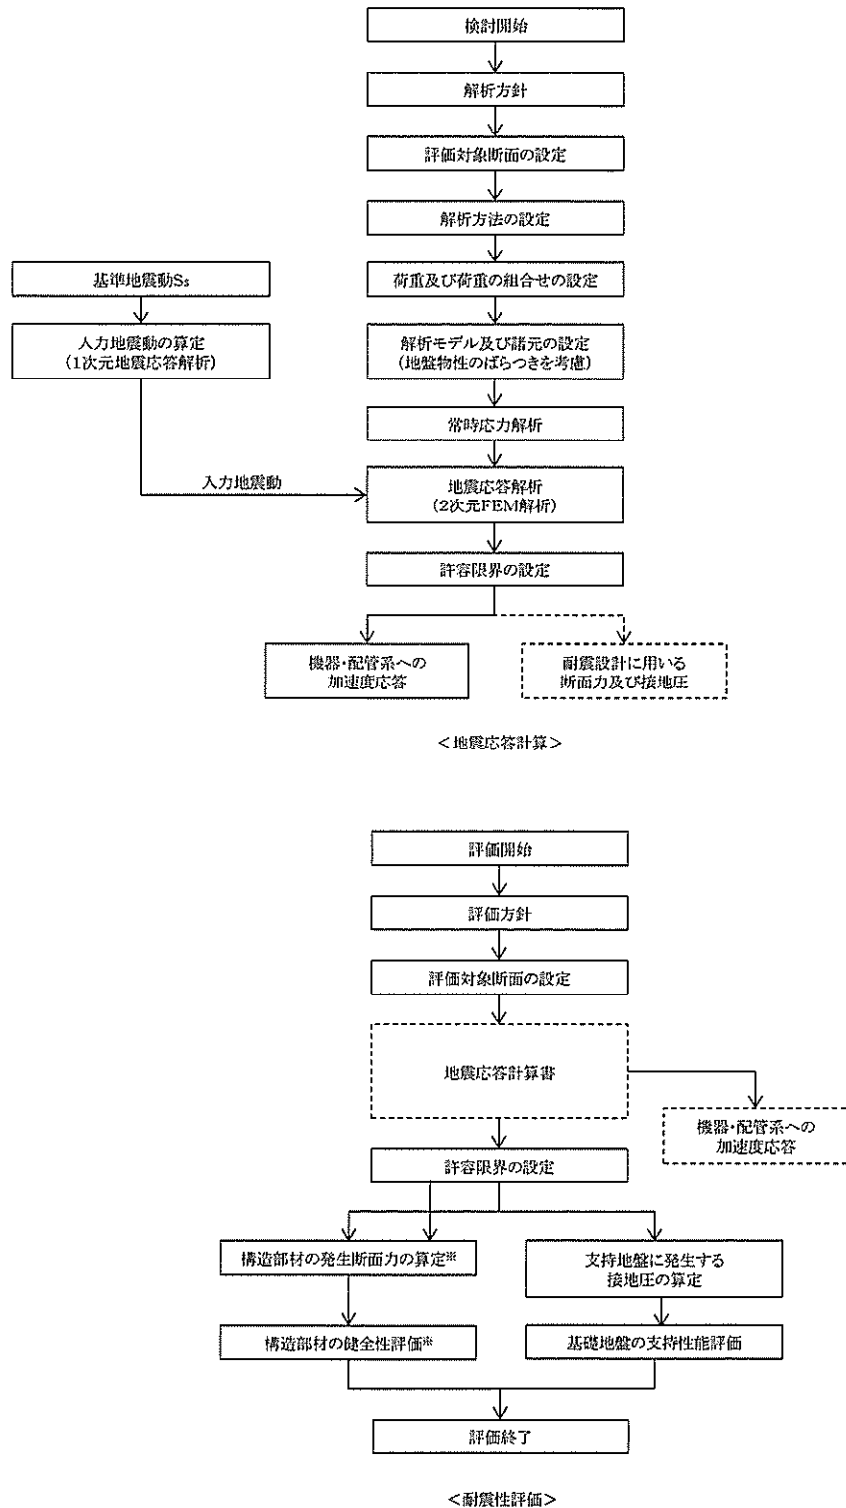 検討開始
解析方針
評価対象断面の設定
解析方法の設定
基準地震動Ss
荷重及び荷重の組合せの設定
入力地震動の算定
(1次元地震応答解析)
解析モデル及び諸元の設定
(地盤物性のばらつきを考慮)
常時応力解析
入力地震動
地震応答解析
(2次元FEM解析)
許容限界の設定
機器・配管系への
加速度応答
耐震設計に用いる
断面力及び接地圧
<地震応答計算>
評価開始
評価方針
評価対象断面の設定
地震応答計算書
機器・配管系への
加速度応答
許容限界の設定
構造部材の発生断面力の算定※
支持地盤に発生する
接地圧の算定
構造部材の健全性評価※
基礎地盤の支持性能評価
評価終了
<耐震性評価>